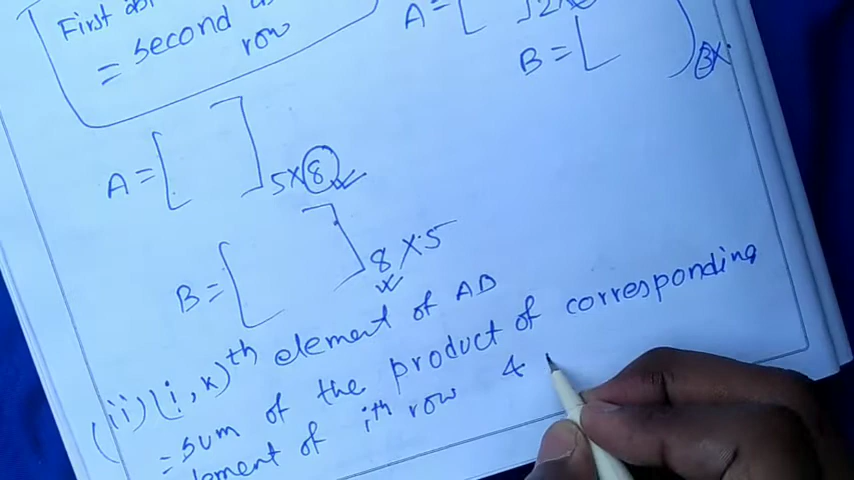 First
= second
row
A = [ ] 2×
B = [ ] 3×
A = [ ] 5×8
B = [ ] 8×5
(ii) (i, k)th element of AB
= sum of the product of corresponding
element of ith row &